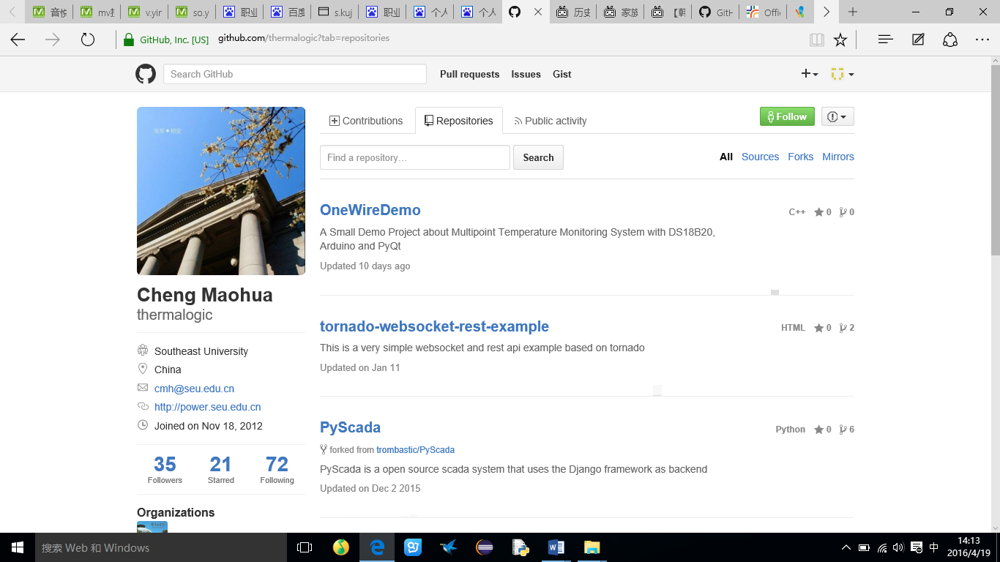 音悦
mv扌
v.yir
so.y
职业
百度
s.kuj
职业
个人
个人
历史
家族
【韩
GitH
Offic
GitHub, Inc. [US]
github.com/thermalogic?tab=repositories
Search GitHub
Pull requests
Issues
Gist
Contributions
Repositories
Public activity
Follow
Find a repository...
Search
All
Sources
Forks
Mirrors
OneWireDemo
C++
0
0
A Small Demo Project about Multipoint Temperature Monitoring System with DS18B20,
Arduino and PyQt
Updated 10 days ago
tornado-websocket-rest-example
HTML
0
2
This is a very simple websocket and rest api example based on tornado
Updated on Jan 11
PyScada
Python
0
6
forked from trombastic/PyScada
PyScada is a open source scada system that uses the Django framework as backend
Updated on Dec 2 2015
Cheng Maohua
thermalogic
Southeast University
China
cmh@seu.edu.cn
http://power.seu.edu.cn
Joined on Nov 18, 2012
35
Followers
21
Starred
72
Following
Organizations
搜索 Web 和 Windows
中
14:13
2016/4/19